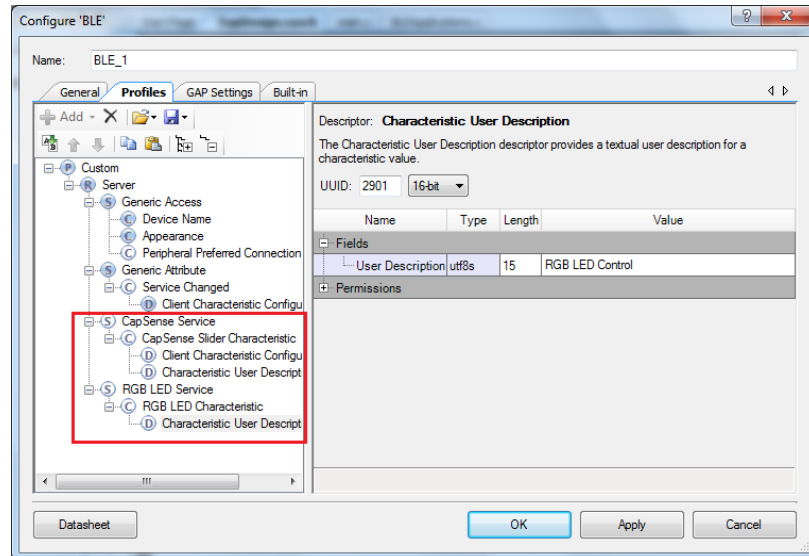 Configure 'BLE'
Name: BLE_1
General Profiles GAP Settings Built-in
Add
Custom
Server
Generic Access
Device Name
Appearance
Peripheral Preferred Connection
Generic Attribute
Service Changed
Client Characteristic Configu
CapSense Service
CapSense Slider Characteristic
Client Characteristic Configu
Characteristic User Descript
RGB LED Service
RGB LED Characteristic
Characteristic User Descript
Descriptor: Characteristic User Description
The Characteristic User Description descriptor provides a textual user description for a
characteristic value.
UUID: 2901 16-bit
Name Type Length Value
Fields
User Description utf8s 15 RGB LED Control
Permissions
Datasheet OK Apply Cancel